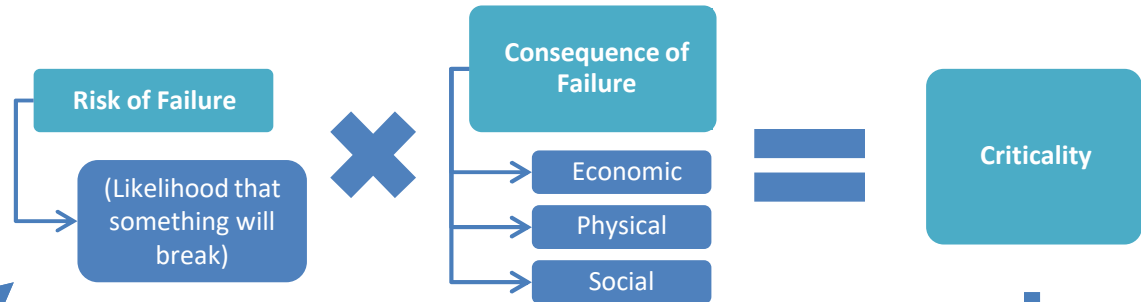 Risk of Failure
(Likelihood that
something will
break)
Consequence of
Failure
Economic
Physical
Social
Criticality